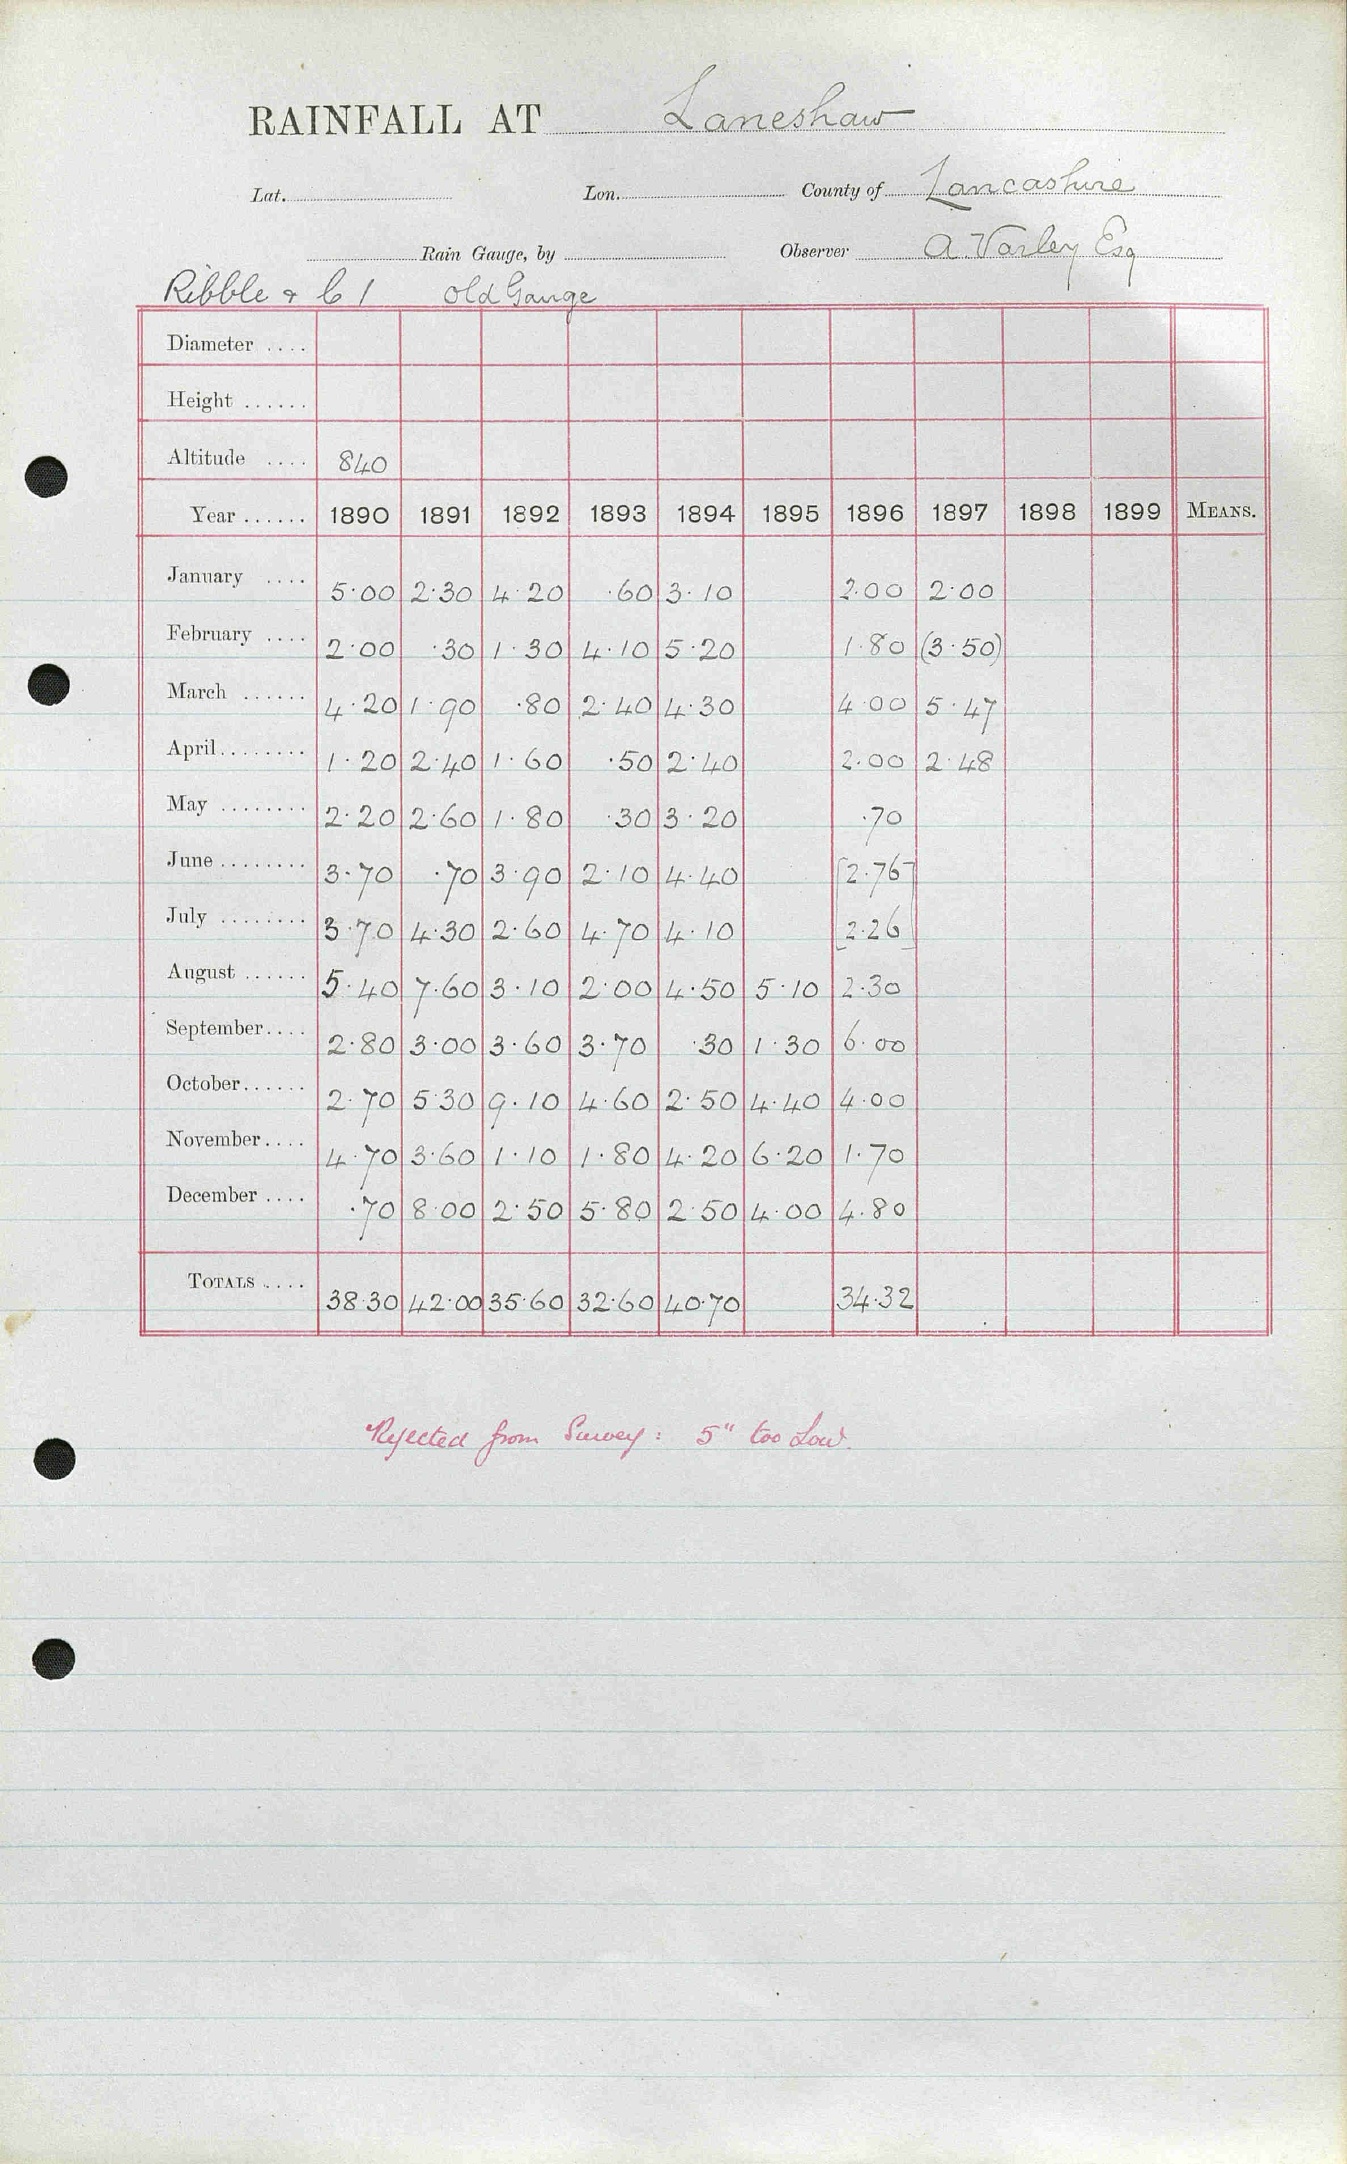 RAINFALL AT Laneshaw
Lat. Lon. County of Lancashire
Rain Gauge, by Observer A. Varley Esq
Ribble & C 1 Old Gauge
Diameter ....
Height ......
Altitude .... 840
Year ...... 1890 1891 1892 1893 1894 1895 1896 1897 1898 1899 MEANS.
January .... 5·00 2·30 4·20 ·60 3·10 2·00 2·00
February .... 2·00 ·30 1·30 4·10 5·20 1·80 (3·50)
March ...... 4·20 1·90 ·80 2·40 4·30 4·00 5·47
April ........ 1·20 2·40 1·60 ·50 2·40 2·00 2·48
May ........ 2·20 2·60 1·80 ·30 3·20 ·70
June ........ 3·70 ·70 3·90 2·10 4·40 [2·76]
July ........ 3·70 4·30 2·60 4·70 4·10 [2·26]
August ...... 5·40 7·60 3·10 2·00 4·50 5·10 2·30
September.... 2·80 3·00 3·60 3·70 ·30 1·30 6·00
October...... 2·70 5·30 9·10 4·60 2·50 4·40 4·00
November.... 4·70 3·60 1·10 1·80 4·20 6·20 1·70
December .... ·70 8·00 2·50 5·80 2·50 4·00 4·80
TOTALS .... 38·30 42·00 35·60 32·60 40·70 34·32
Rejected from Survey: 5" too Low.